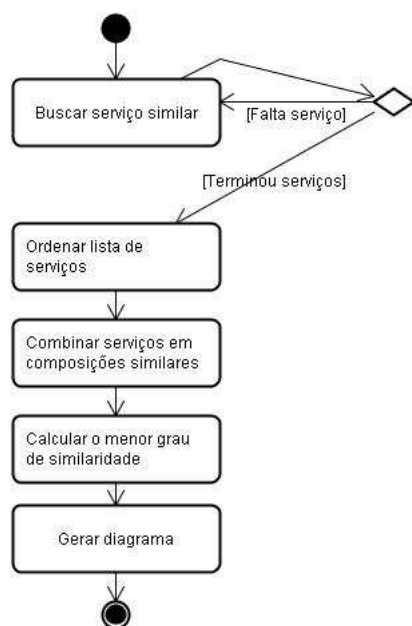 Buscar serviço similar
[Falta serviço]
[Terminou serviços]
Ordenar lista de
serviços
Combinar serviços em
composições similares
Calcular o menor grau
de similaridade
Gerar diagrama